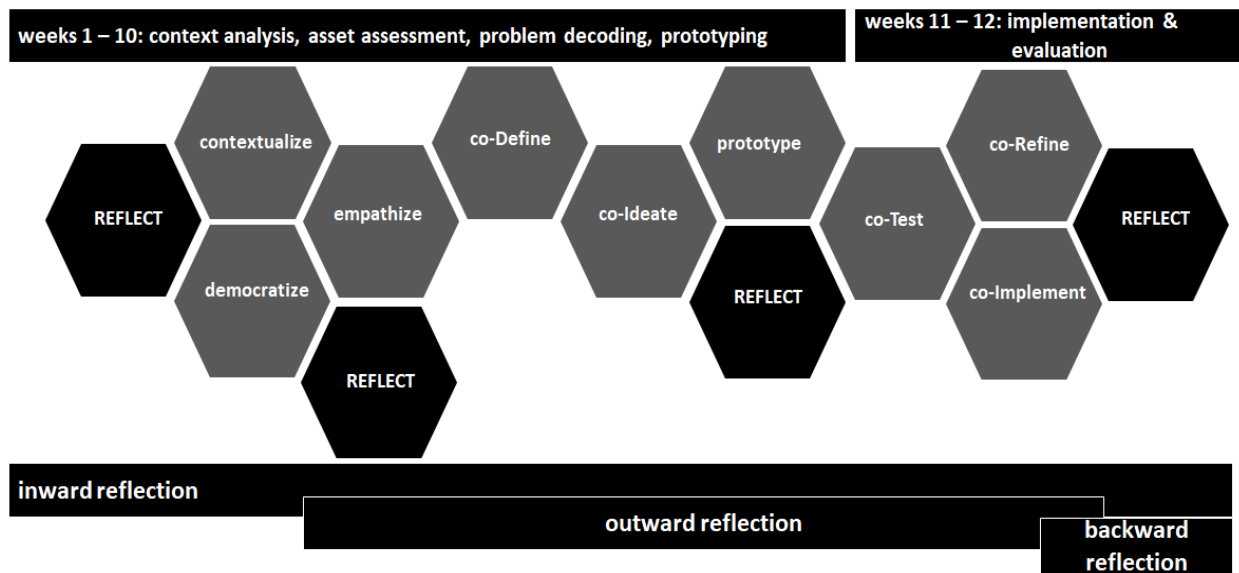 weeks 1 – 10: context analysis, asset assessment, problem decoding, prototyping
weeks 11 – 12: implementation &
evaluation
REFLECT
contextualize
democratize
empathize
REFLECT
co-Define
co-Ideate
prototype
REFLECT
co-Test
co-Refine
co-Implement
REFLECT
inward reflection
outward reflection
backward
reflection